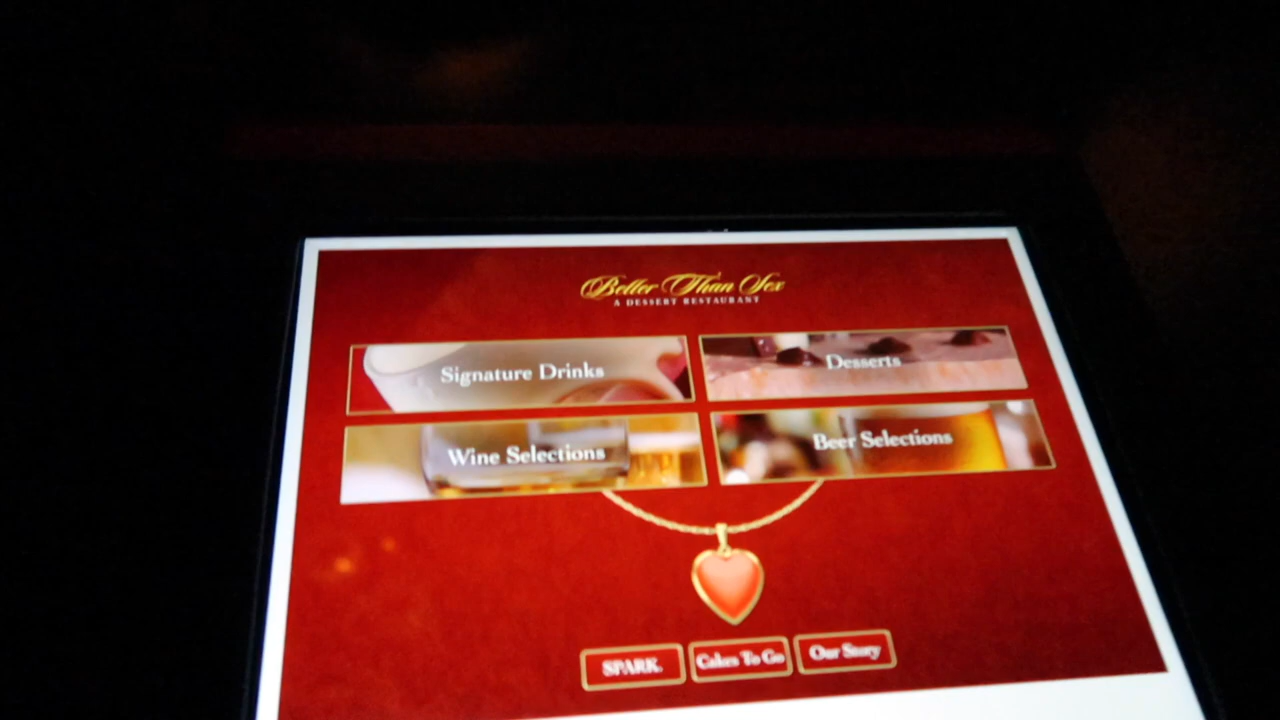 Better Than Sex
A DESSERT RESTAURANT
Signature Drinks
Desserts
Wine Selections
Beer Selections
SPARK.
Cakes To Go
Our Story